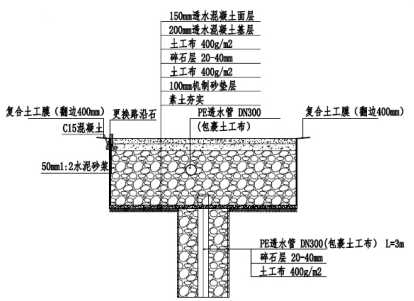 150mm透水混凝土面层
200mm透水混凝土基层
土工布 400g/m2
碎石层 20-40mm
土工布 400g/m2
100mm机制砂垫层
素土夯实
复合土工膜（翻边400mm）
更换路沿石
PE透水管 DN300
(包裹土工布)
复合土工膜（翻边400mm）
C15混凝土
50mm1:2水泥砂浆
PE透水管 DN300(包裹土工布) L=3m
碎石层 20-40mm
土工布 400g/m2